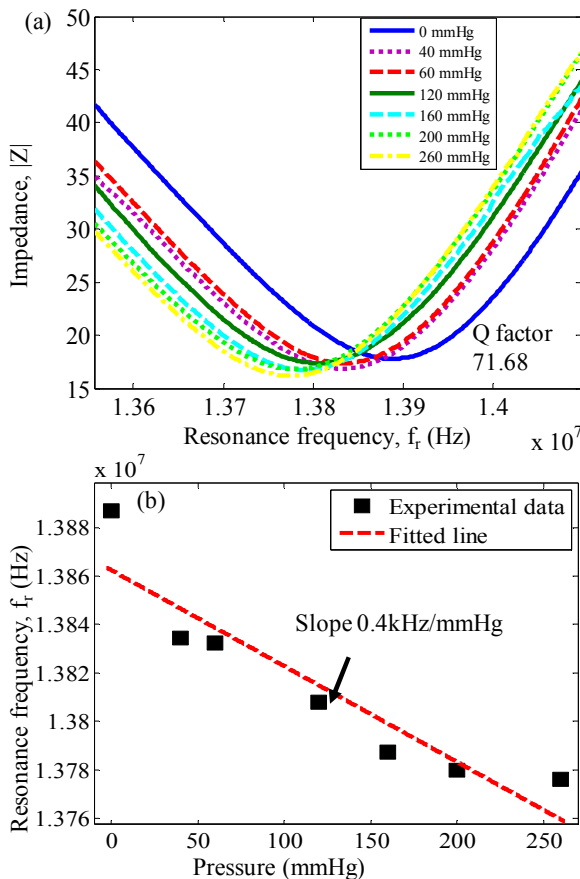 (a)
50
45
40
35
30
25
20
15
Impedance, |Z|
0 mmHg
40 mmHg
60 mmHg
120 mmHg
160 mmHg
200 mmHg
260 mmHg
Q factor
71.68
1.36 1.37 1.38 1.39 1.4
Resonance frequency, f_r (Hz)
x 10^7
x 10^7
(b)
1.388
1.386
1.384
1.382
1.38
1.378
1.376
Resonance frequency, f_r (Hz)
Experimental data
Fitted line
Slope 0.4kHz/mmHg
0 50 100 150 200 250
Pressure (mmHg)